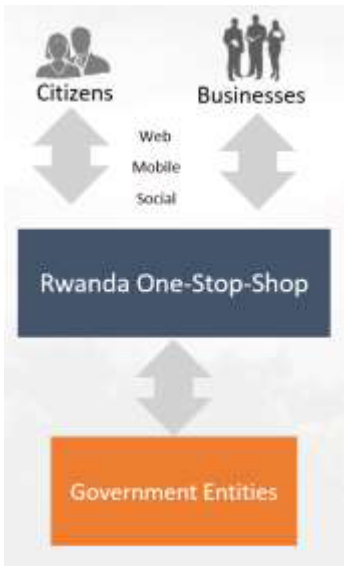 Citizens
Businesses
Web
Mobile
Social
Rwanda One-Stop-Shop
Government Entities